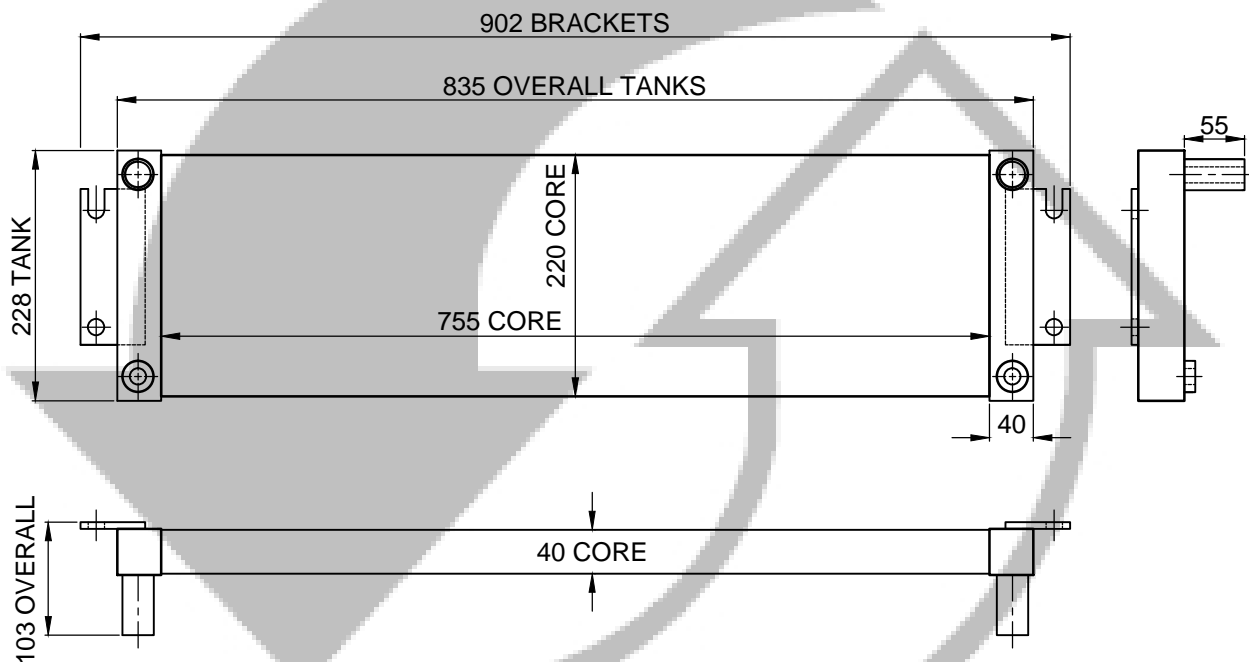 902 BRACKETS
835 OVERALL TANKS
55
228 TANK
220 CORE
755 CORE
40
103 OVERALL
40 CORE